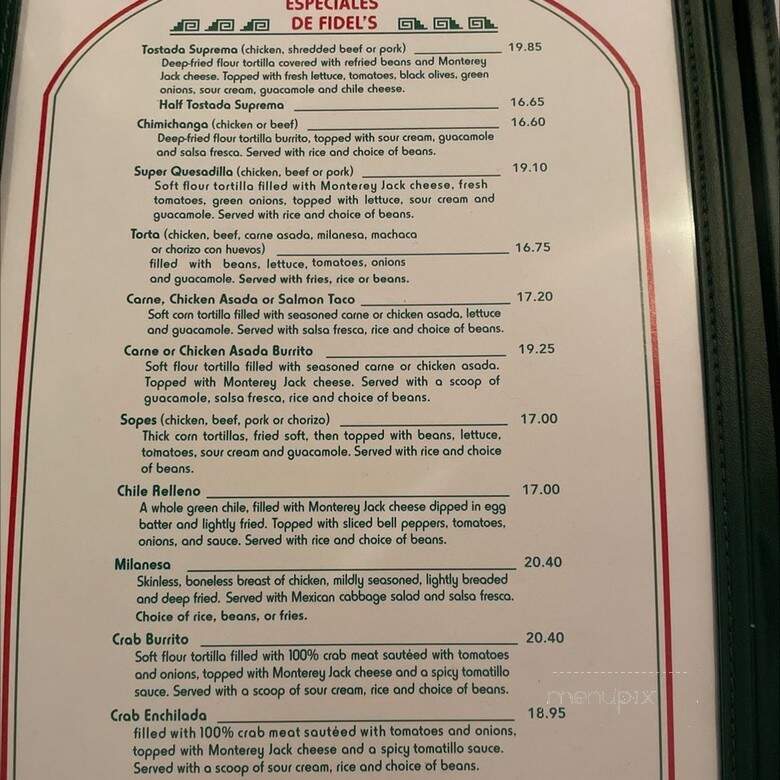 ESPECIALES
DE FIDEL'S
Tostada Suprema (chicken, shredded beef or pork) 19.85
Deep-fried flour tortilla covered with refried beans and Monterey
Jack cheese. Topped with fresh lettuce, tomatoes, black olives, green
onions, sour cream, guacamole and chile cheese.
Half Tostada Suprema 16.65
Chimichanga (chicken or beef) 16.60
Deep-fried flour tortilla burrito, topped with sour cream, guacamole
and salsa fresca. Served with rice and choice of beans.
Super Quesadilla (chicken, beef or pork) 19.10
Soft flour tortilla filled with Monterey Jack cheese, fresh
tomatoes, green onions, topped with lettuce, sour cream and
guacamole. Served with rice and choice of beans.
Torta (chicken, beef, carne asada, milanesa, machaca
or chorizo con huevos) 16.75
filled with beans, lettuce, tomatoes, onions
and guacamole. Served with fries, rice or beans.
Carne, Chicken Asada or Salmon Taco 17.20
Soft corn tortilla filled with seasoned carne or chicken asada, lettuce
and guacamole. Served with salsa fresca, rice and choice of beans.
Carne or Chicken Asada Burrito 19.25
Soft flour tortilla filled with seasoned carne or chicken asada.
Topped with Monterey Jack cheese. Served with a scoop of
guacamole, salsa fresca, rice and choice of beans.
Sopes (chicken, beef, pork or chorizo) 17.00
Thick corn tortillas, fried soft, then topped with beans, lettuce,
tomatoes, sour cream and guacamole. Served with rice and choice
of beans.
Chile Relleno 17.00
A whole green chile, filled with Monterey Jack cheese dipped in egg
batter and lightly fried. Topped with sliced bell peppers, tomatoes,
onions, and sauce. Served with rice and choice of beans.
Milanesa 20.40
Skinless, boneless breast of chicken, mildly seasoned, lightly breaded
and deep fried. Served with Mexican cabbage salad and salsa fresca.
Choice of rice, beans, or fries.
Crab Burrito 20.40
Soft flour tortilla filled with 100% crab meat sautéed with tomatoes
and onions, topped with Monterey Jack cheese and a spicy tomatillo
sauce. Served with a scoop of sour cream, rice and choice of beans.
menupix
Crab Enchilada 18.95
filled with 100% crab meat sautéed with tomatoes and onions,
topped with Monterey Jack cheese and a spicy tomatillo sauce.
Served with a scoop of sour cream, rice and choice of beans.